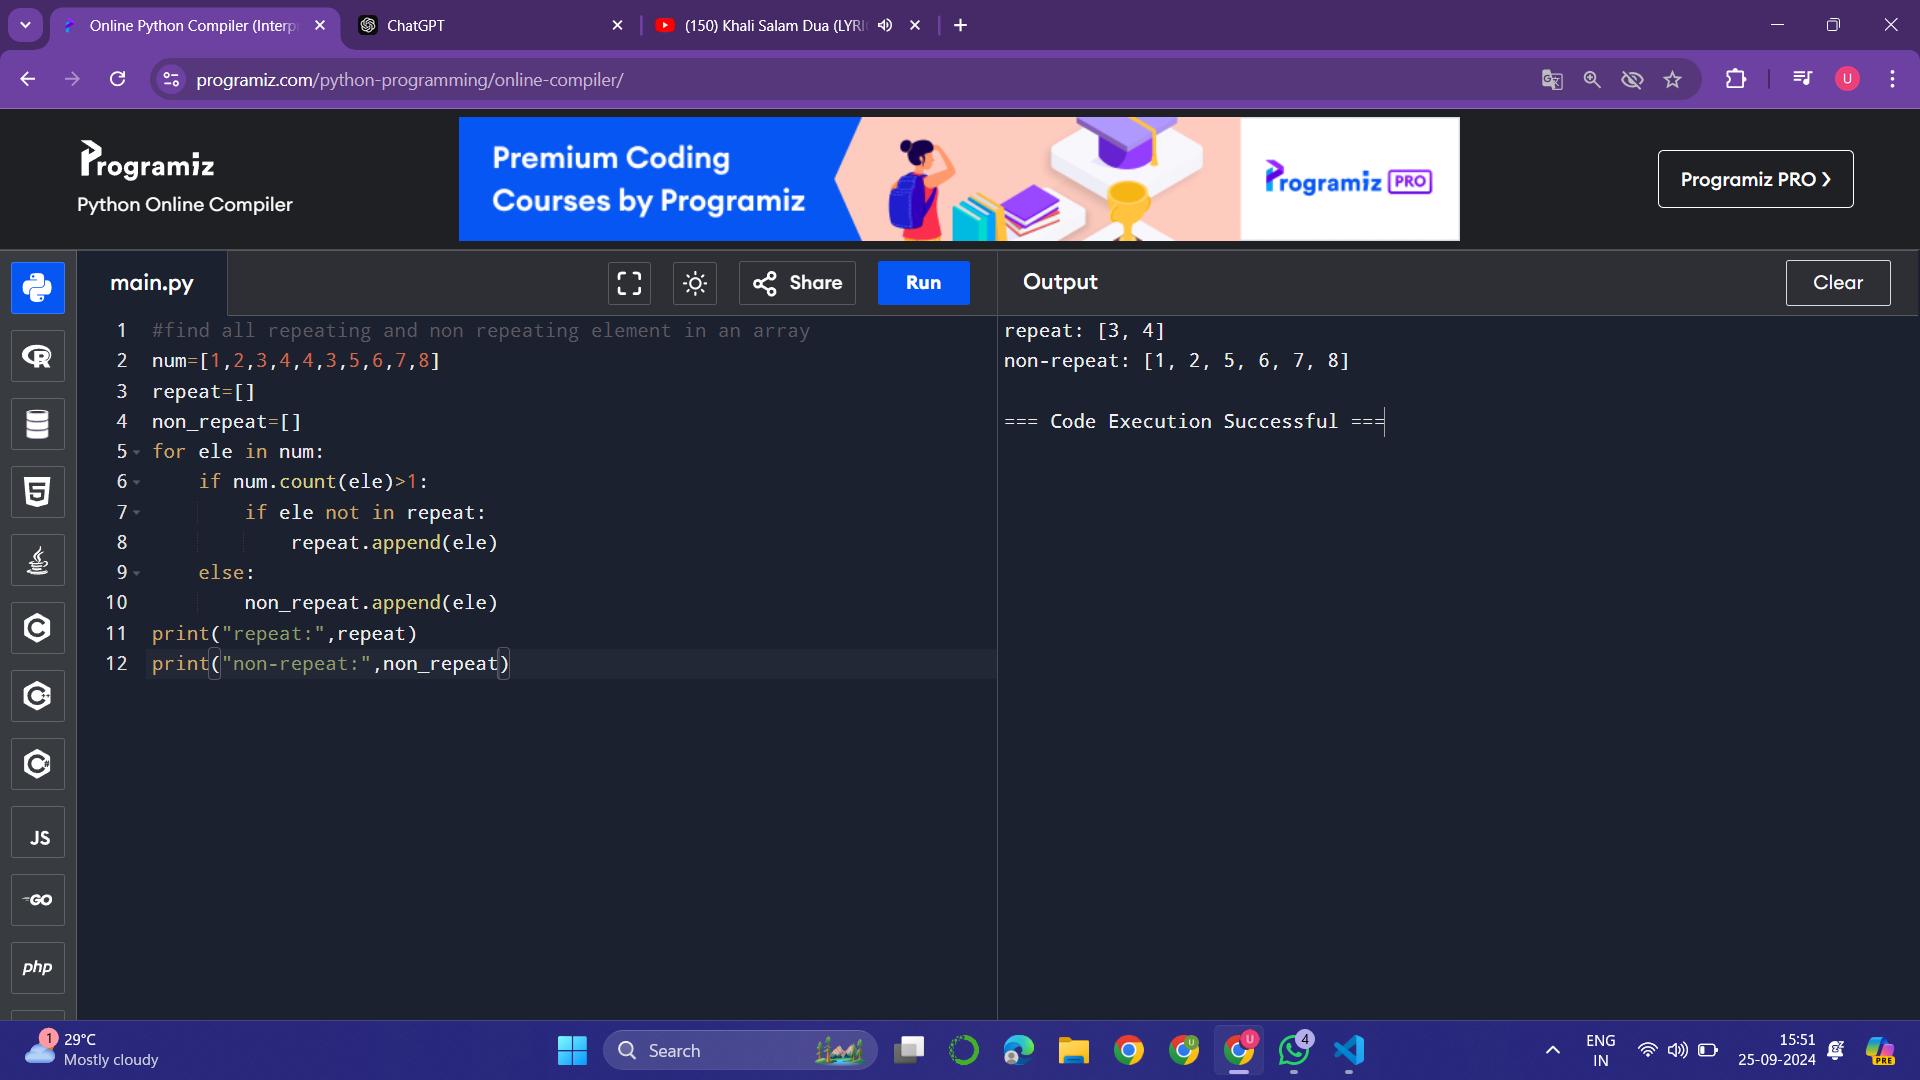 Online Python Compiler (Interp
ChatGPT
(150) Khali Salam Dua (LYRI
programiz.com/python-programming/online-compiler/
U
Programiz
Python Online Compiler
Premium Coding
Courses by Programiz
Programiz PRO
Programiz PRO ❯
main.py
Share
Run
Output
Clear
1 #find all repeating and non repeating element in an array
2 num=[1,2,3,4,4,3,5,6,7,8]
3 repeat=[]
4 non_repeat=[]
5 for ele in num:
6     if num.count(ele)>1:
7         if ele not in repeat:
8             repeat.append(ele)
9     else:
10         non_repeat.append(ele)
11 print("repeat:",repeat)
12 print("non-repeat:",non_repeat)
repeat: [3, 4]
non-repeat: [1, 2, 5, 6, 7, 8]
=== Code Execution Successful ===
R
5
C
C++
C#
JS
GO
php
1
29°C
Mostly cloudy
Search
U
U
4
ENG
IN
15:51
25-09-2024
PRE